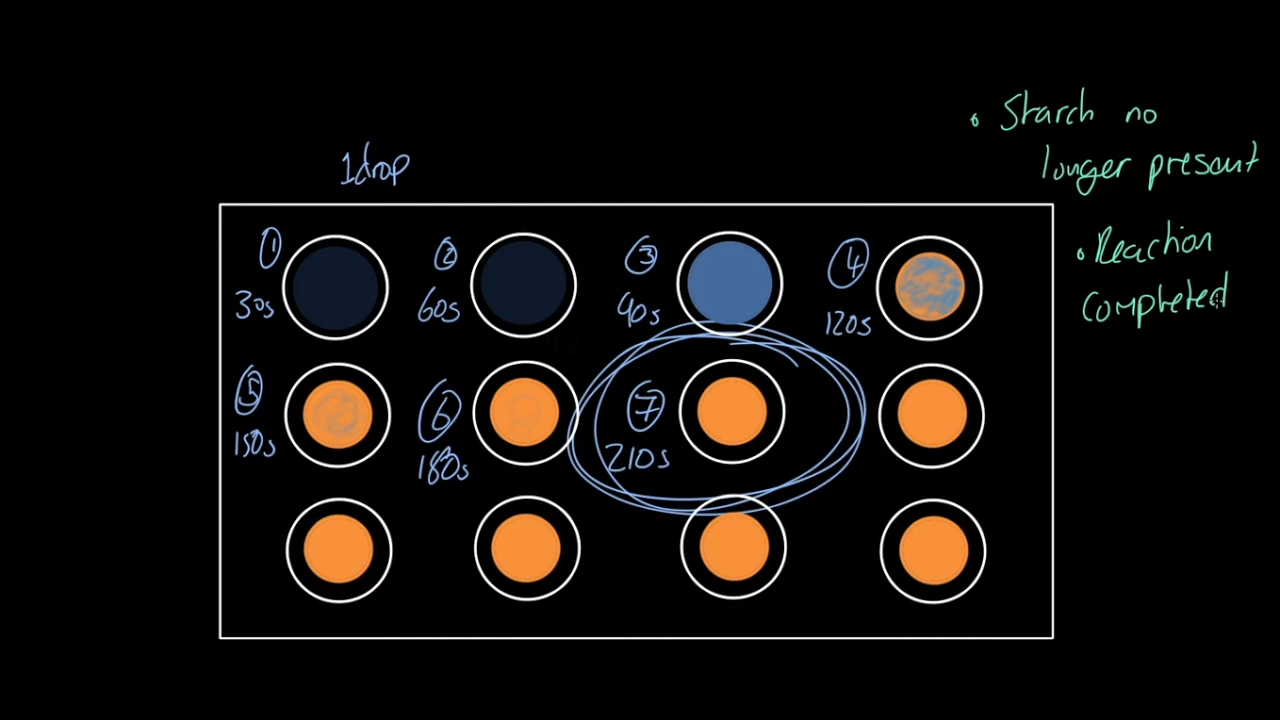 • Starch no
longer present
1drop
• Reaction
completed
① ② ③ ④
30s 60s 90s 120s
⑤ ⑥ ⑦
150s 180s 210s